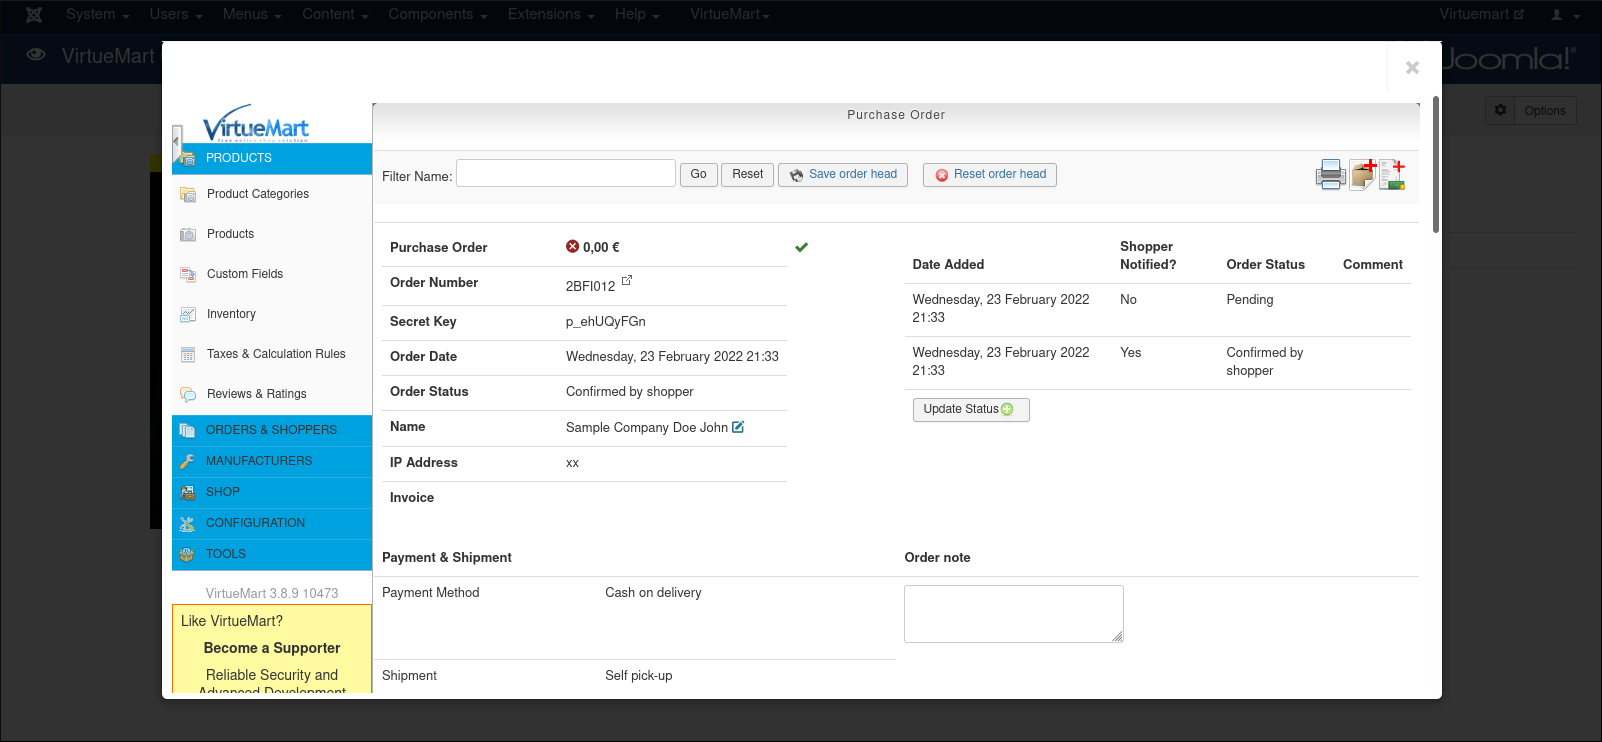 System Users Menus Content Components Extensions Help VirtueMart Virtuemart
VirtueMart Joomla!®
Options
VirtueMart
free online shop solution
PRODUCTS
Product Categories
Products
Custom Fields
Inventory
Taxes & Calculation Rules
Reviews & Ratings
ORDERS & SHOPPERS
MANUFACTURERS
SHOP
CONFIGURATION
TOOLS
VirtueMart 3.8.9 10473
Like VirtueMart?
Become a Supporter
Reliable Security and
Advanced Development
Purchase Order
Filter Name: Go Reset Save order head Reset order head
Purchase Order 0,00 €
Order Number 2BFI012
Secret Key p_ehUQyFGn
Order Date Wednesday, 23 February 2022 21:33
Order Status Confirmed by shopper
Name Sample Company Doe John
IP Address xx
Invoice
Date Added Shopper Notified? Order Status Comment
Wednesday, 23 February 2022 21:33 No Pending
Wednesday, 23 February 2022 21:33 Yes Confirmed by shopper
Update Status
Payment & Shipment
Payment Method Cash on delivery
Shipment Self pick-up
Order note